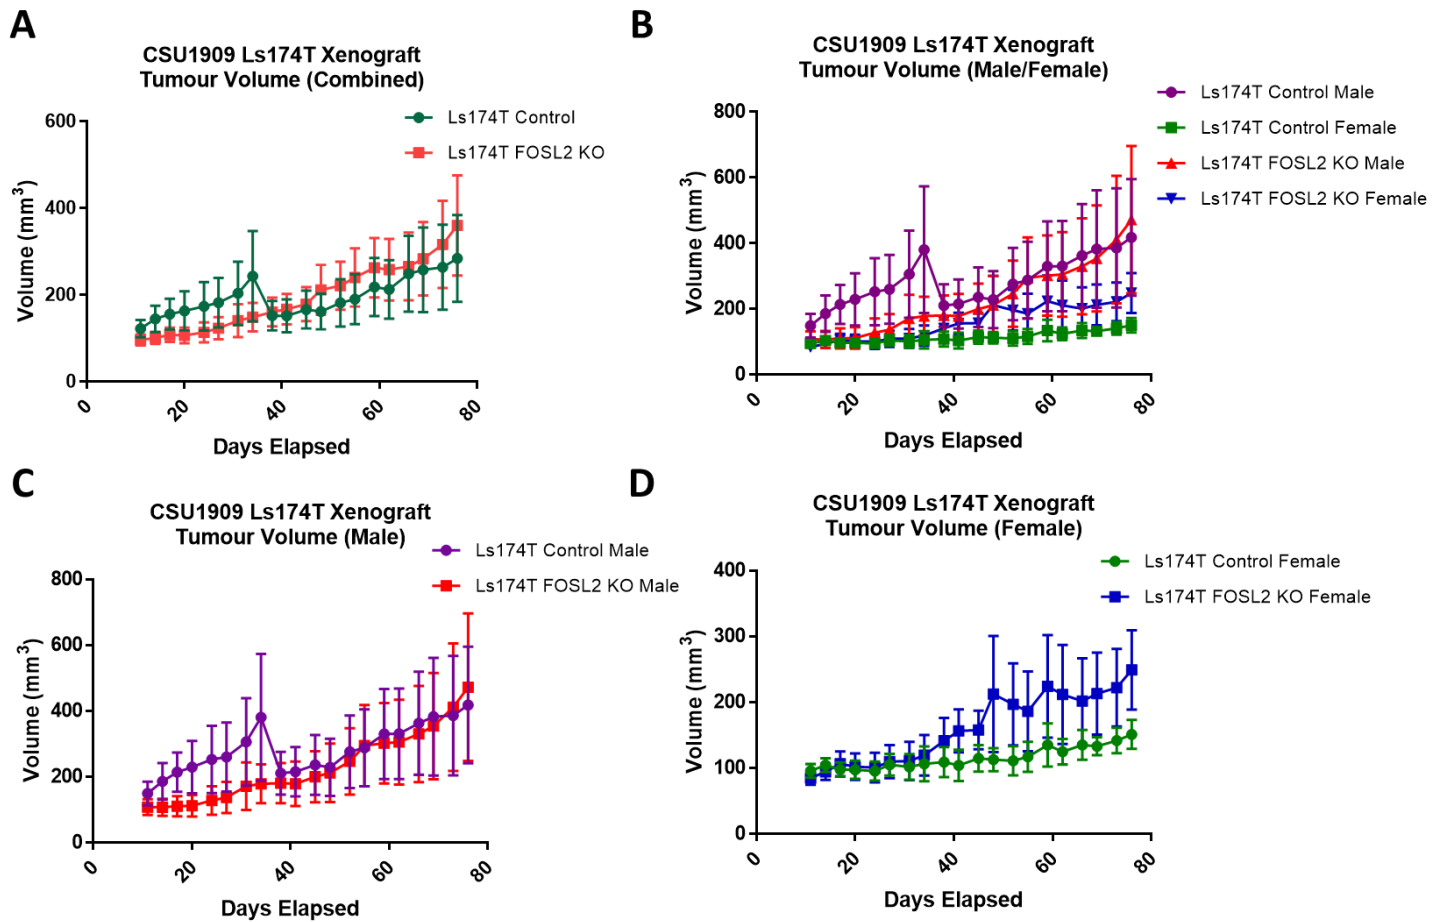 A
CSU1909 Ls174T Xenograft
Tumour Volume (Combined)
Ls174T Control
Ls174T FOSL2 KO
600
400
200
0
Volume (mm³)
0 20 40 60 80
Days Elapsed
B
CSU1909 Ls174T Xenograft
Tumour Volume (Male/Female)
Ls174T Control Male
Ls174T Control Female
Ls174T FOSL2 KO Male
Ls174T FOSL2 KO Female
800
600
400
200
0
Volume (mm³)
0 20 40 60 80
Days Elapsed
C
CSU1909 Ls174T Xenograft
Tumour Volume (Male)
Ls174T Control Male
Ls174T FOSL2 KO Male
800
600
400
200
0
Volume (mm³)
0 20 40 60 80
Days Elapsed
D
CSU1909 Ls174T Xenograft
Tumour Volume (Female)
Ls174T Control Female
Ls174T FOSL2 KO Female
400
300
200
100
0
Volume (mm³)
0 20 40 60 80
Days Elapsed